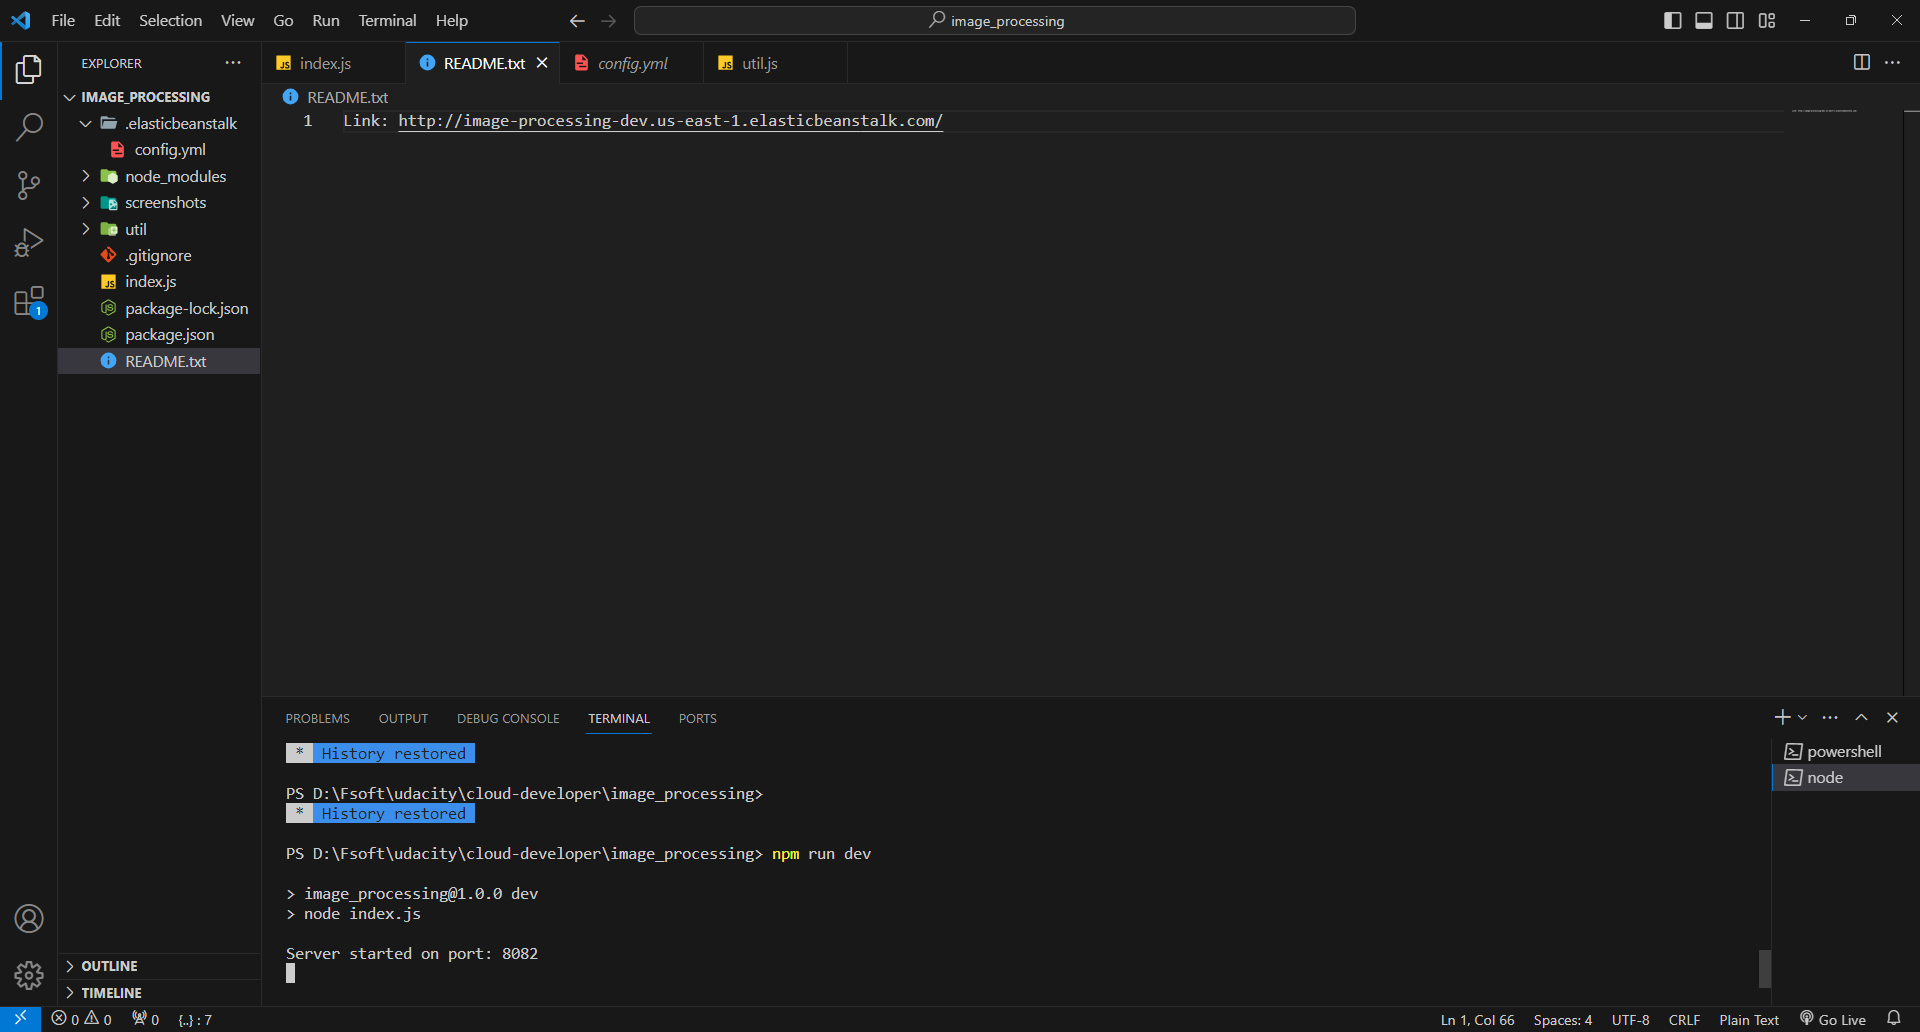 File Edit Selection View Go Run Terminal Help
image_processing
EXPLORER
IMAGE_PROCESSING
.elasticbeanstalk
config.yml
node_modules
screenshots
util
.gitignore
index.js
package-lock.json
package.json
README.txt
OUTLINE
TIMELINE
1
index.js README.txt config.yml util.js
README.txt
1 Link: http://image-processing-dev.us-east-1.elasticbeanstalk.com/
PROBLEMS OUTPUT DEBUG CONSOLE TERMINAL PORTS
* History restored
PS D:\Fsoft\udacity\cloud-developer\image_processing>
* History restored
PS D:\Fsoft\udacity\cloud-developer\image_processing> npm run dev
> image_processing@1.0.0 dev
> node index.js
Server started on port: 8082
powershell
node
0 0 0 {..} : 7
Ln 1, Col 66 Spaces: 4 UTF-8 CRLF Plain Text Go Live